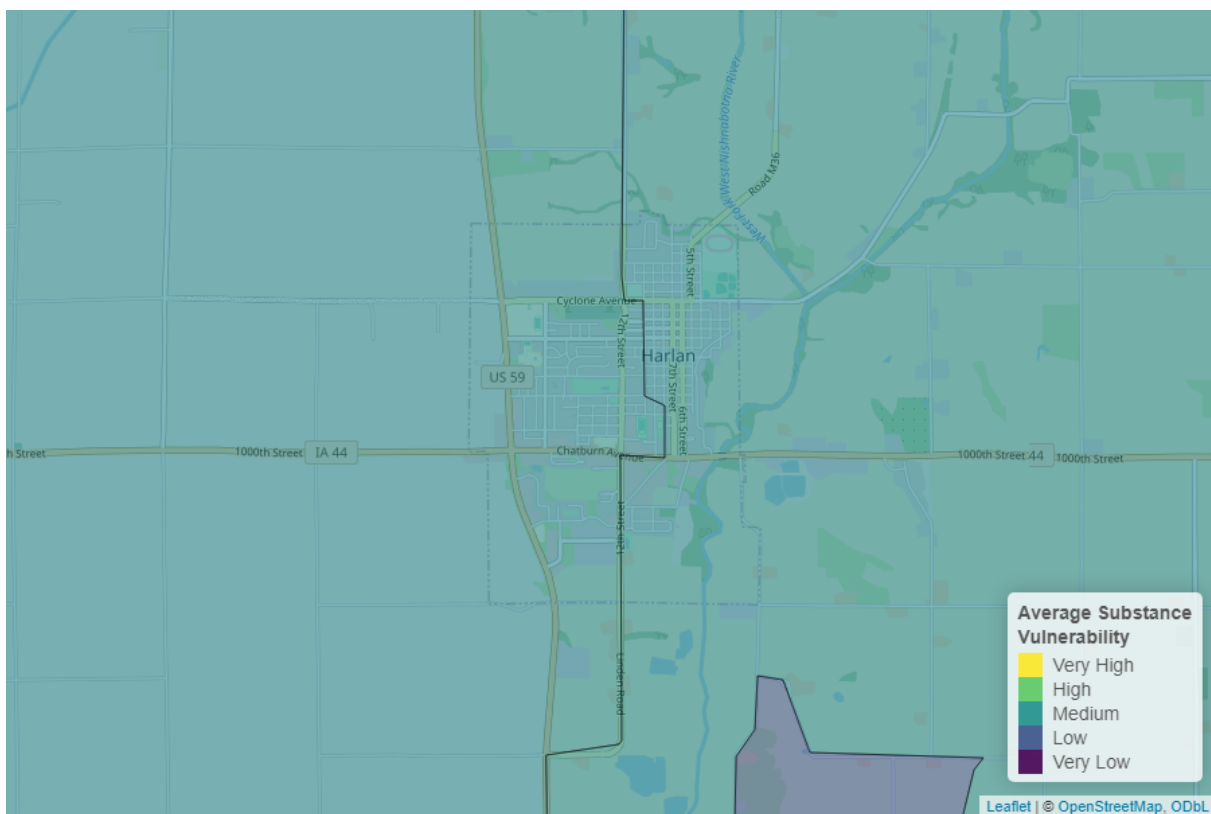 West Fork West Nishnabotna River
Road M36
5th Street
Cyclone Avenue
12th Street
Harlan
7th Street
US 59
6th Street
th Street
1000th Street
IA 44
Chatburn Avenue
1000th Street
44
1000th Street
12th Street
Linden Road
Average Substance
Vulnerability
Very High
High
Medium
Low
Very Low
Leaflet | © OpenStreetMap, ODbL